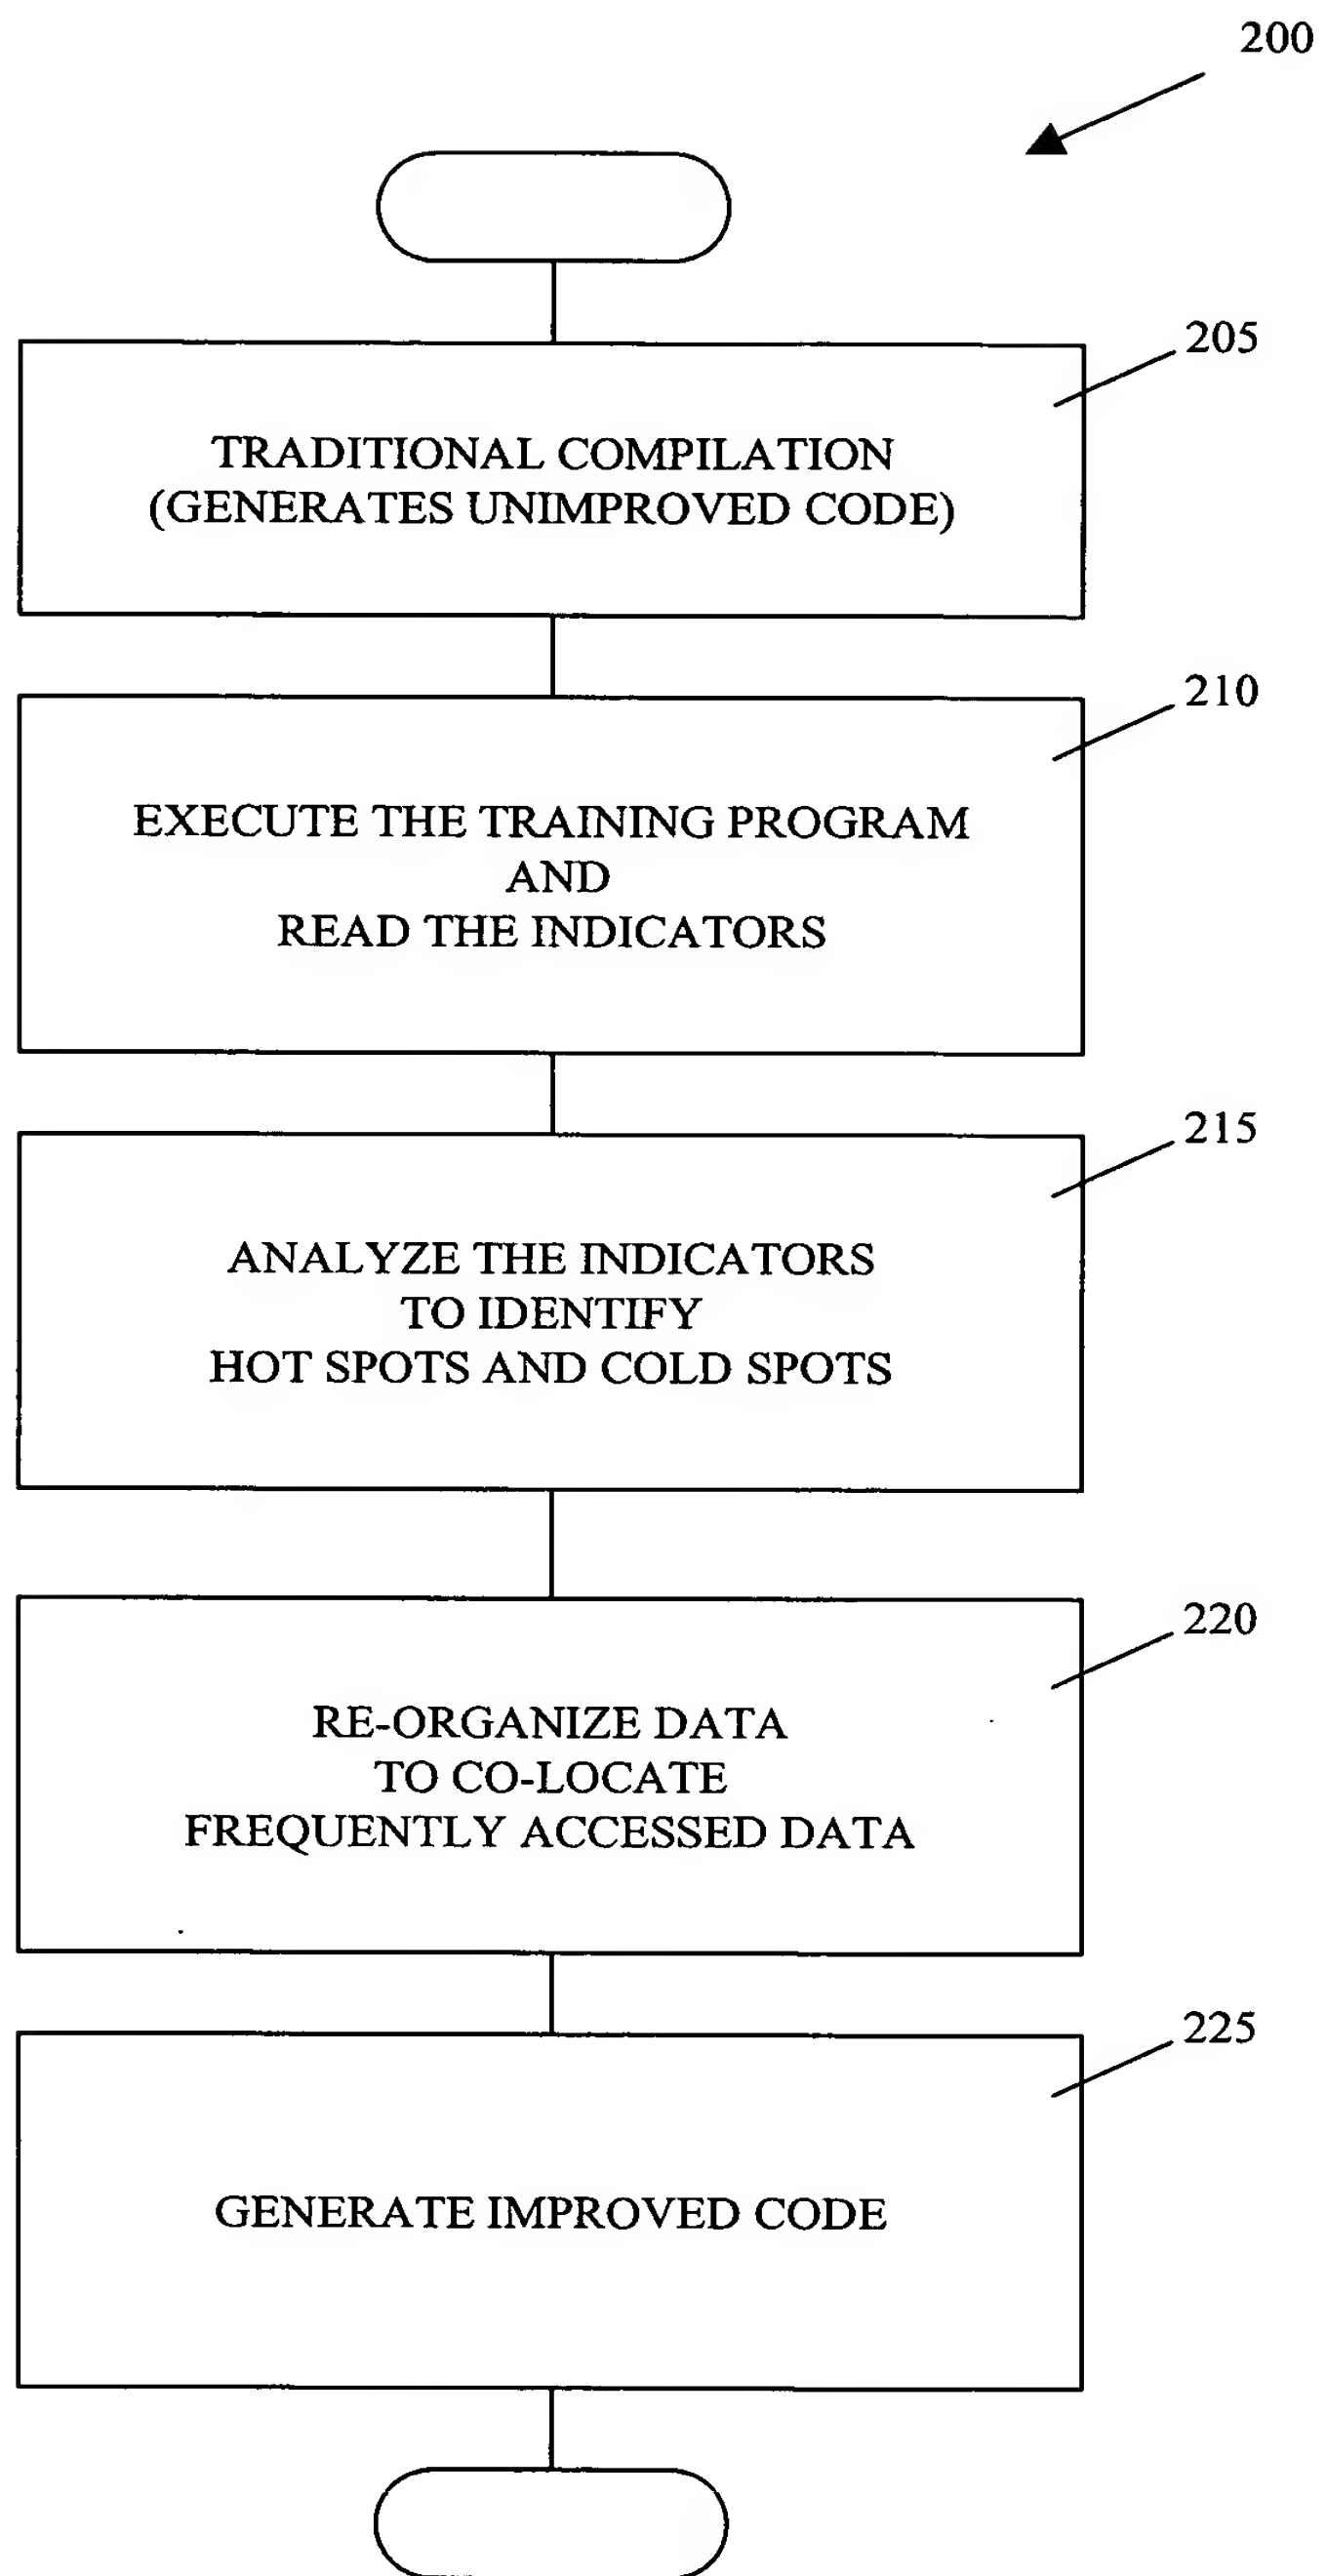 200
205
TRADITIONAL COMPILATION
(GENERATES UNIMPROVED CODE)
210
EXECUTE THE TRAINING PROGRAM
AND
READ THE INDICATORS
215
ANALYZE THE INDICATORS
TO IDENTIFY
HOT SPOTS AND COLD SPOTS
220
RE-ORGANIZE DATA
TO CO-LOCATE
FREQUENTLY ACCESSED DATA
225
GENERATE IMPROVED CODE